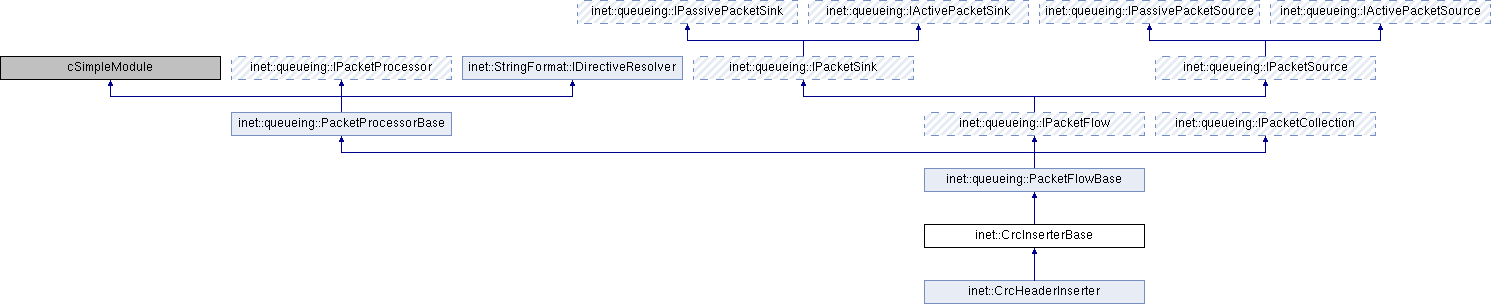 inet::queueing::IPassivePacketSink
inet::queueing::IActivePacketSink
inet::queueing::IPassivePacketSource
inet::queueing::IActivePacketSource
cSimpleModule
inet::queueing::IPacketProcessor
inet::StringFormat::IDirectiveResolver
inet::queueing::IPacketSink
inet::queueing::IPacketSource
inet::queueing::PacketProcessorBase
inet::queueing::IPacketFlow
inet::queueing::IPacketCollection
inet::queueing::PacketFlowBase
inet::CrcInserterBase
inet::CrcHeaderInserter